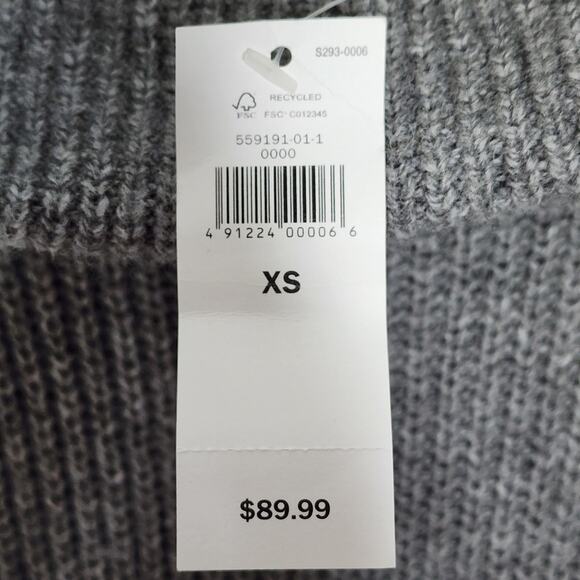 S293-0006
RECYCLED
FSC FSC® C012345
559191-01-1
0000
4 91224 00006 6
XS
$89.99